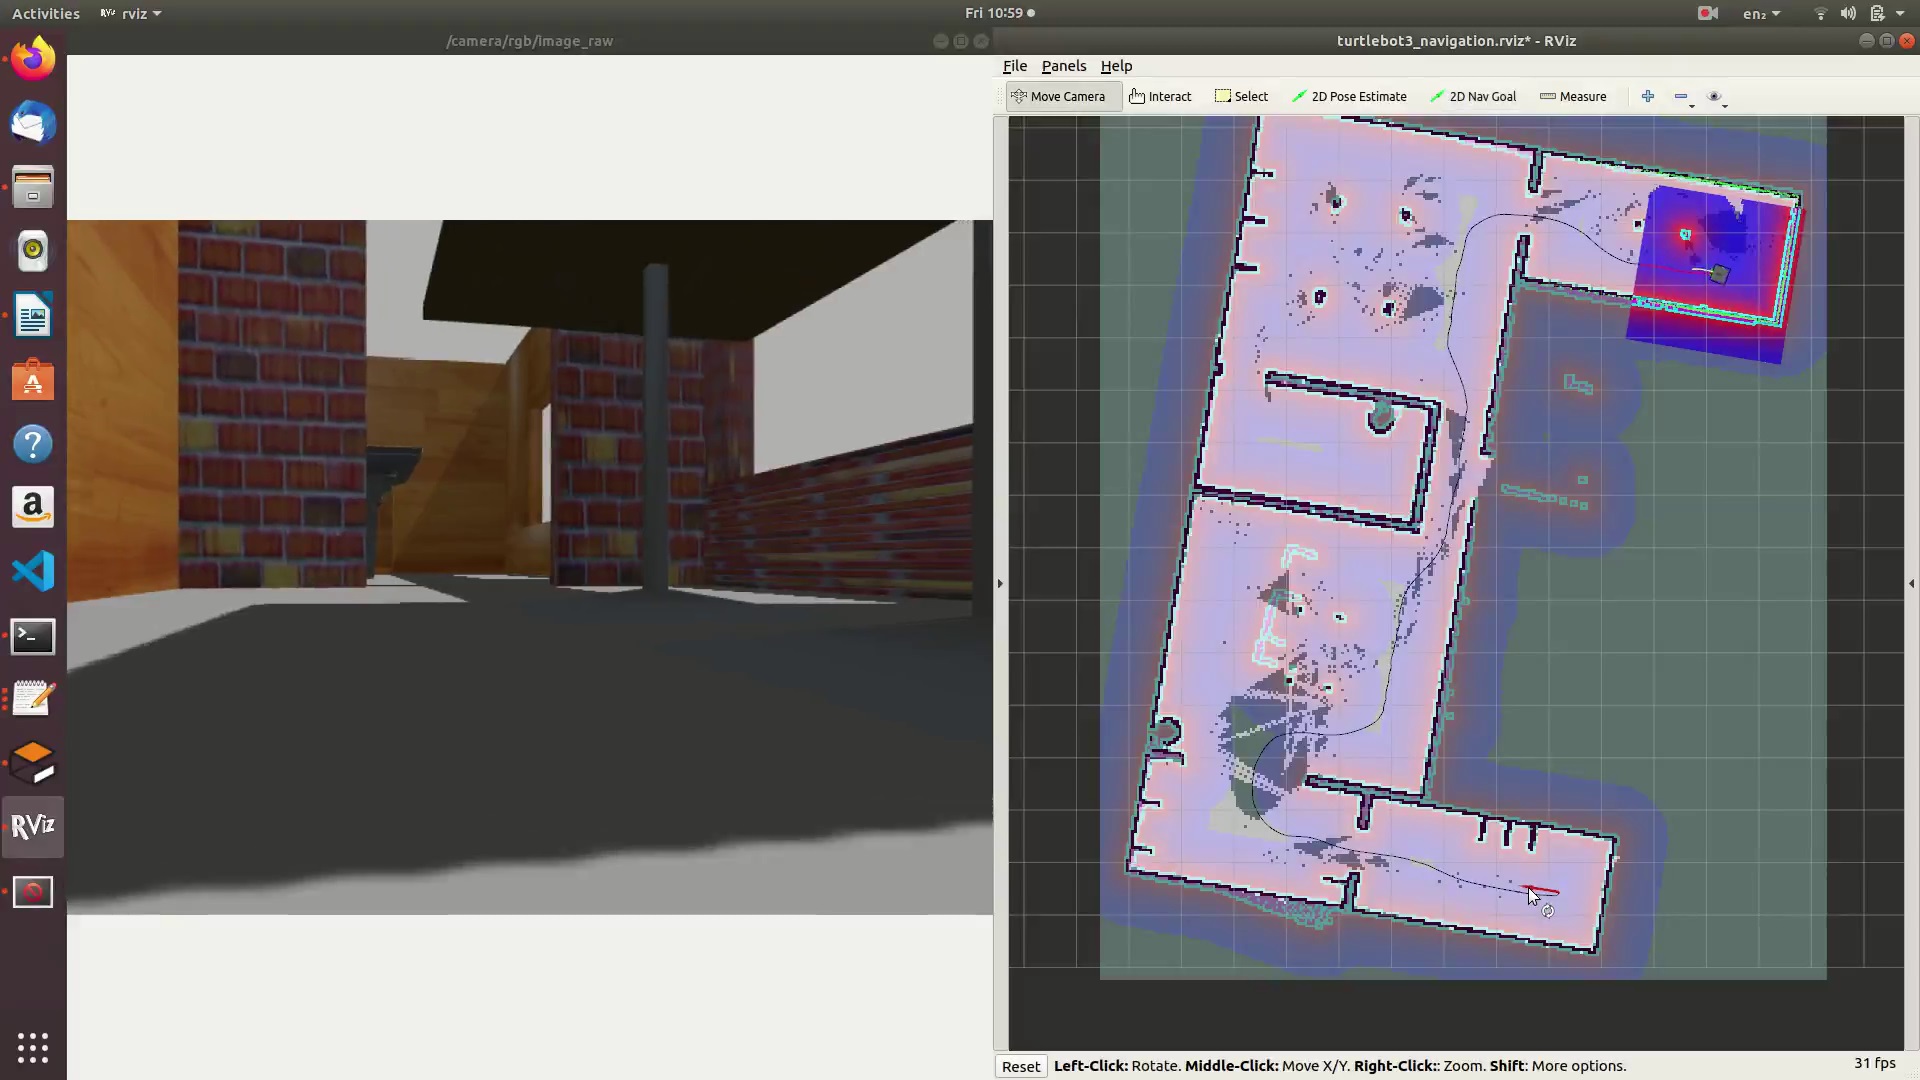 Activities
RViz rviz
Fri 10:59
en₂
/camera/rgb/image_raw
turtlebot3_navigation.rviz* - RViz
File Panels Help
Move Camera Interact Select 2D Pose Estimate 2D Nav Goal Measure
RViz
Reset Left-Click: Rotate. Middle-Click: Move X/Y. Right-Click:: Zoom. Shift: More options. 31 fps